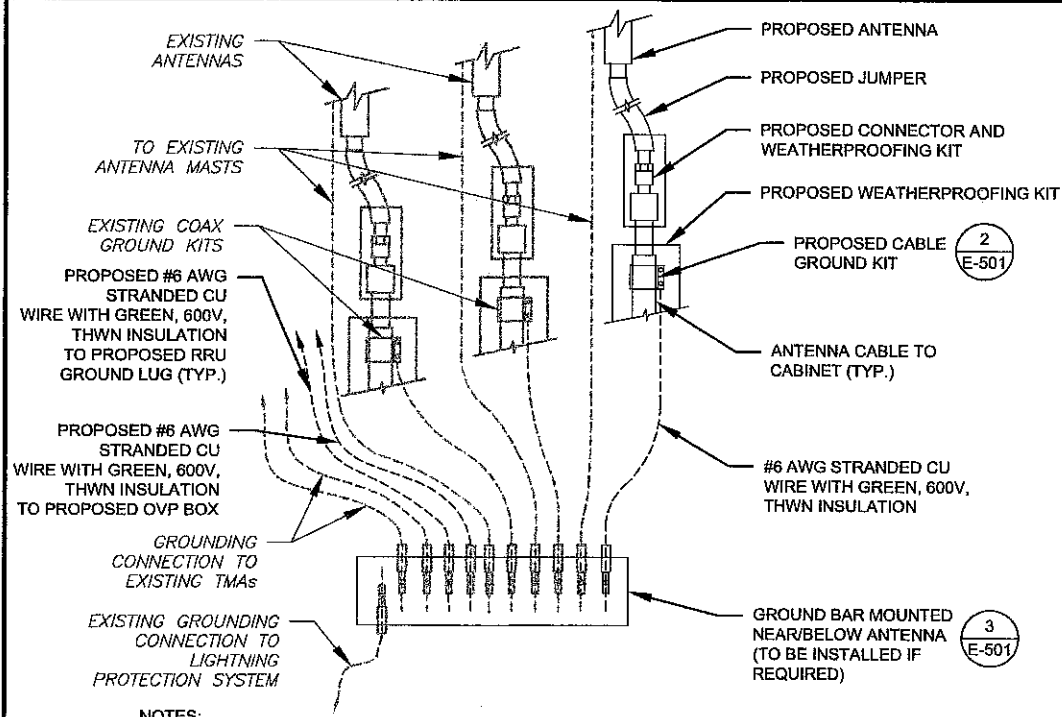 EXISTING
ANTENNAS
TO EXISTING
ANTENNA MASTS
EXISTING COAX
GROUND KITS
PROPOSED #6 AWG
STRANDED CU
WIRE WITH GREEN, 600V,
THWN INSULATION
TO PROPOSED RRU
GROUND LUG (TYP.)
PROPOSED #6 AWG
STRANDED CU
WIRE WITH GREEN, 600V,
THWN INSULATION
TO PROPOSED OVP BOX
GROUNDING
CONNECTION TO
EXISTING TMAs
EXISTING GROUNDING
CONNECTION TO
LIGHTNING
PROTECTION SYSTEM
PROPOSED ANTENNA
PROPOSED JUMPER
PROPOSED CONNECTOR AND
WEATHERPROOFING KIT
PROPOSED WEATHERPROOFING KIT
PROPOSED CABLE
GROUND KIT
2
E-501
ANTENNA CABLE TO
CABINET (TYP.)
#6 AWG STRANDED CU
WIRE WITH GREEN, 600V,
THWN INSULATION
GROUND BAR MOUNTED
NEAR/BELOW ANTENNA
(TO BE INSTALLED IF
REQUIRED)
3
E-501
NOTES: